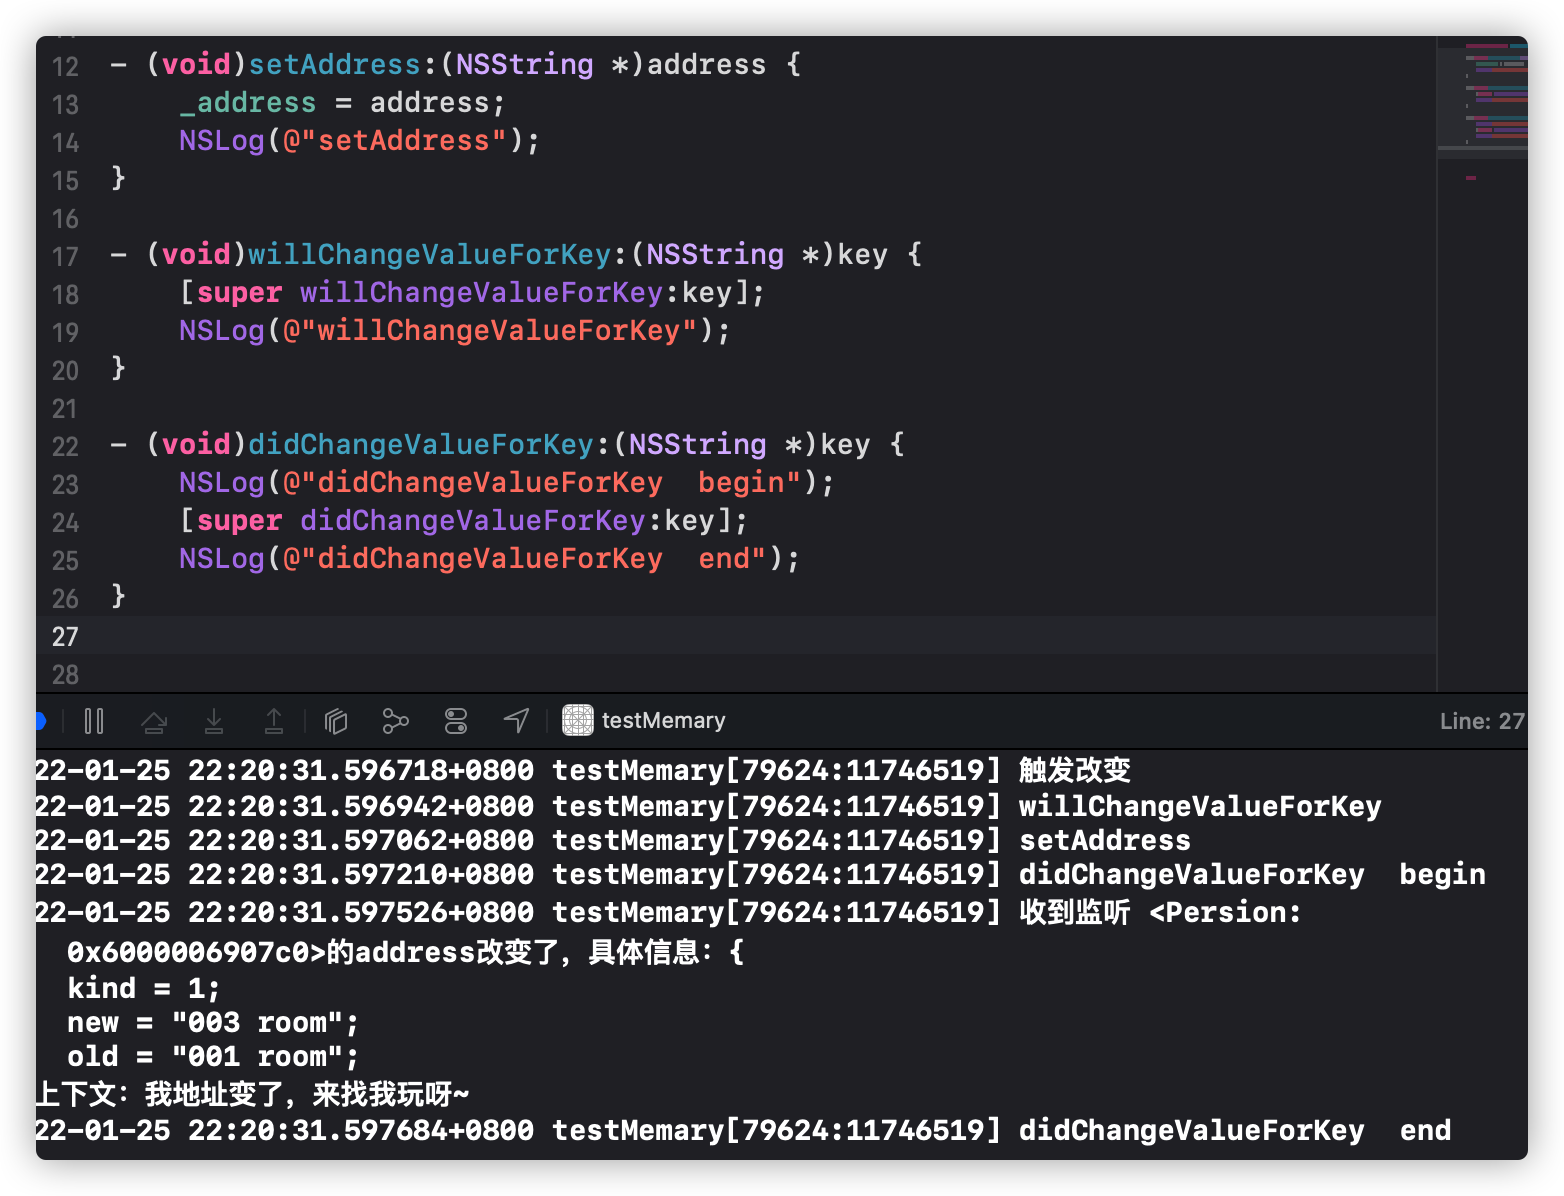 12 - (void)setAddress:(NSString *)address {
13 _address = address;
14 NSLog(@"setAddress");
15 }
16
17 - (void)willChangeValueForKey:(NSString *)key {
18 [super willChangeValueForKey:key];
19 NSLog(@"willChangeValueForKey");
20 }
21
22 - (void)didChangeValueForKey:(NSString *)key {
23 NSLog(@"didChangeValueForKey  begin");
24 [super didChangeValueForKey:key];
25 NSLog(@"didChangeValueForKey  end");
26 }
27
28
testMemary Line: 27
22-01-25 22:20:31.596718+0800 testMemary[79624:11746519] 触发改变
22-01-25 22:20:31.596942+0800 testMemary[79624:11746519] willChangeValueForKey
22-01-25 22:20:31.597062+0800 testMemary[79624:11746519] setAddress
22-01-25 22:20:31.597210+0800 testMemary[79624:11746519] didChangeValueForKey  begin
22-01-25 22:20:31.597526+0800 testMemary[79624:11746519] 收到监听 <Persion:
0x6000006907c0>的address改变了，具体信息：{
kind = 1;
new = "003 room";
old = "001 room";
上下文：我地址变了，来找我玩呀~
22-01-25 22:20:31.597684+0800 testMemary[79624:11746519] didChangeValueForKey  end